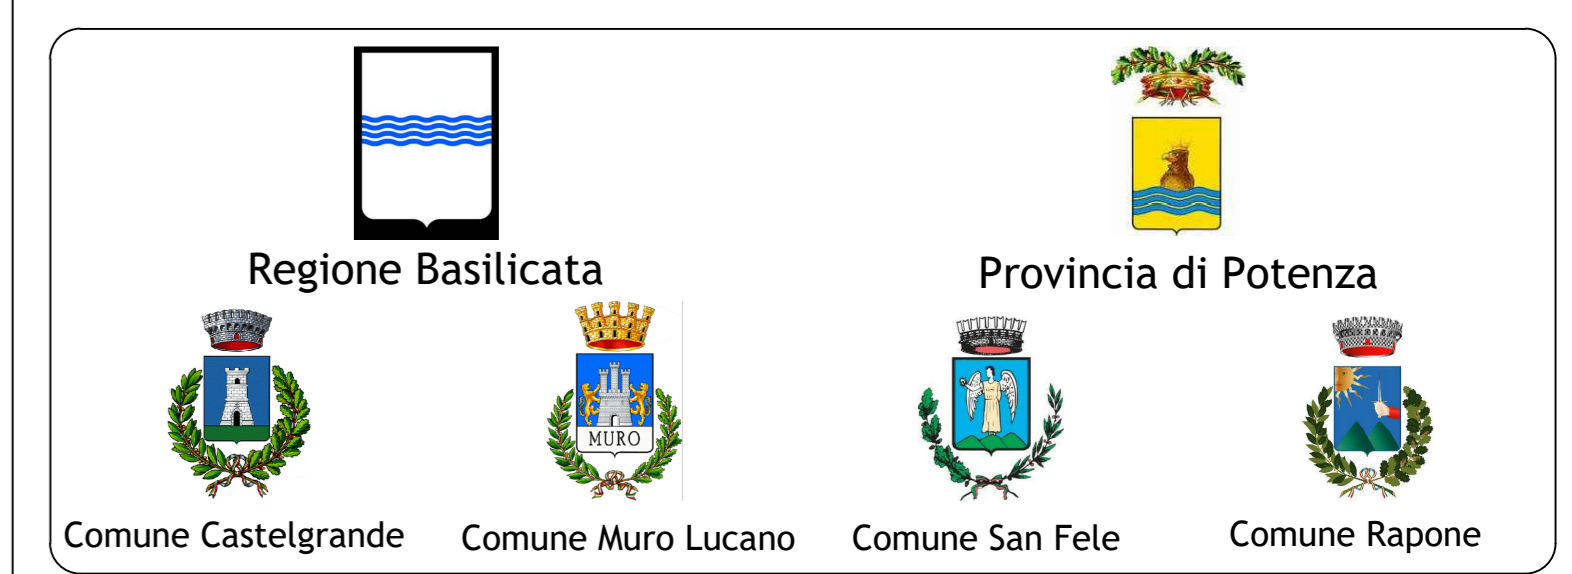 Regione Basilicata
Provincia di Potenza
MURO
Comune Castelgrande
Comune Muro Lucano
Comune San Fele
Comune Rapone